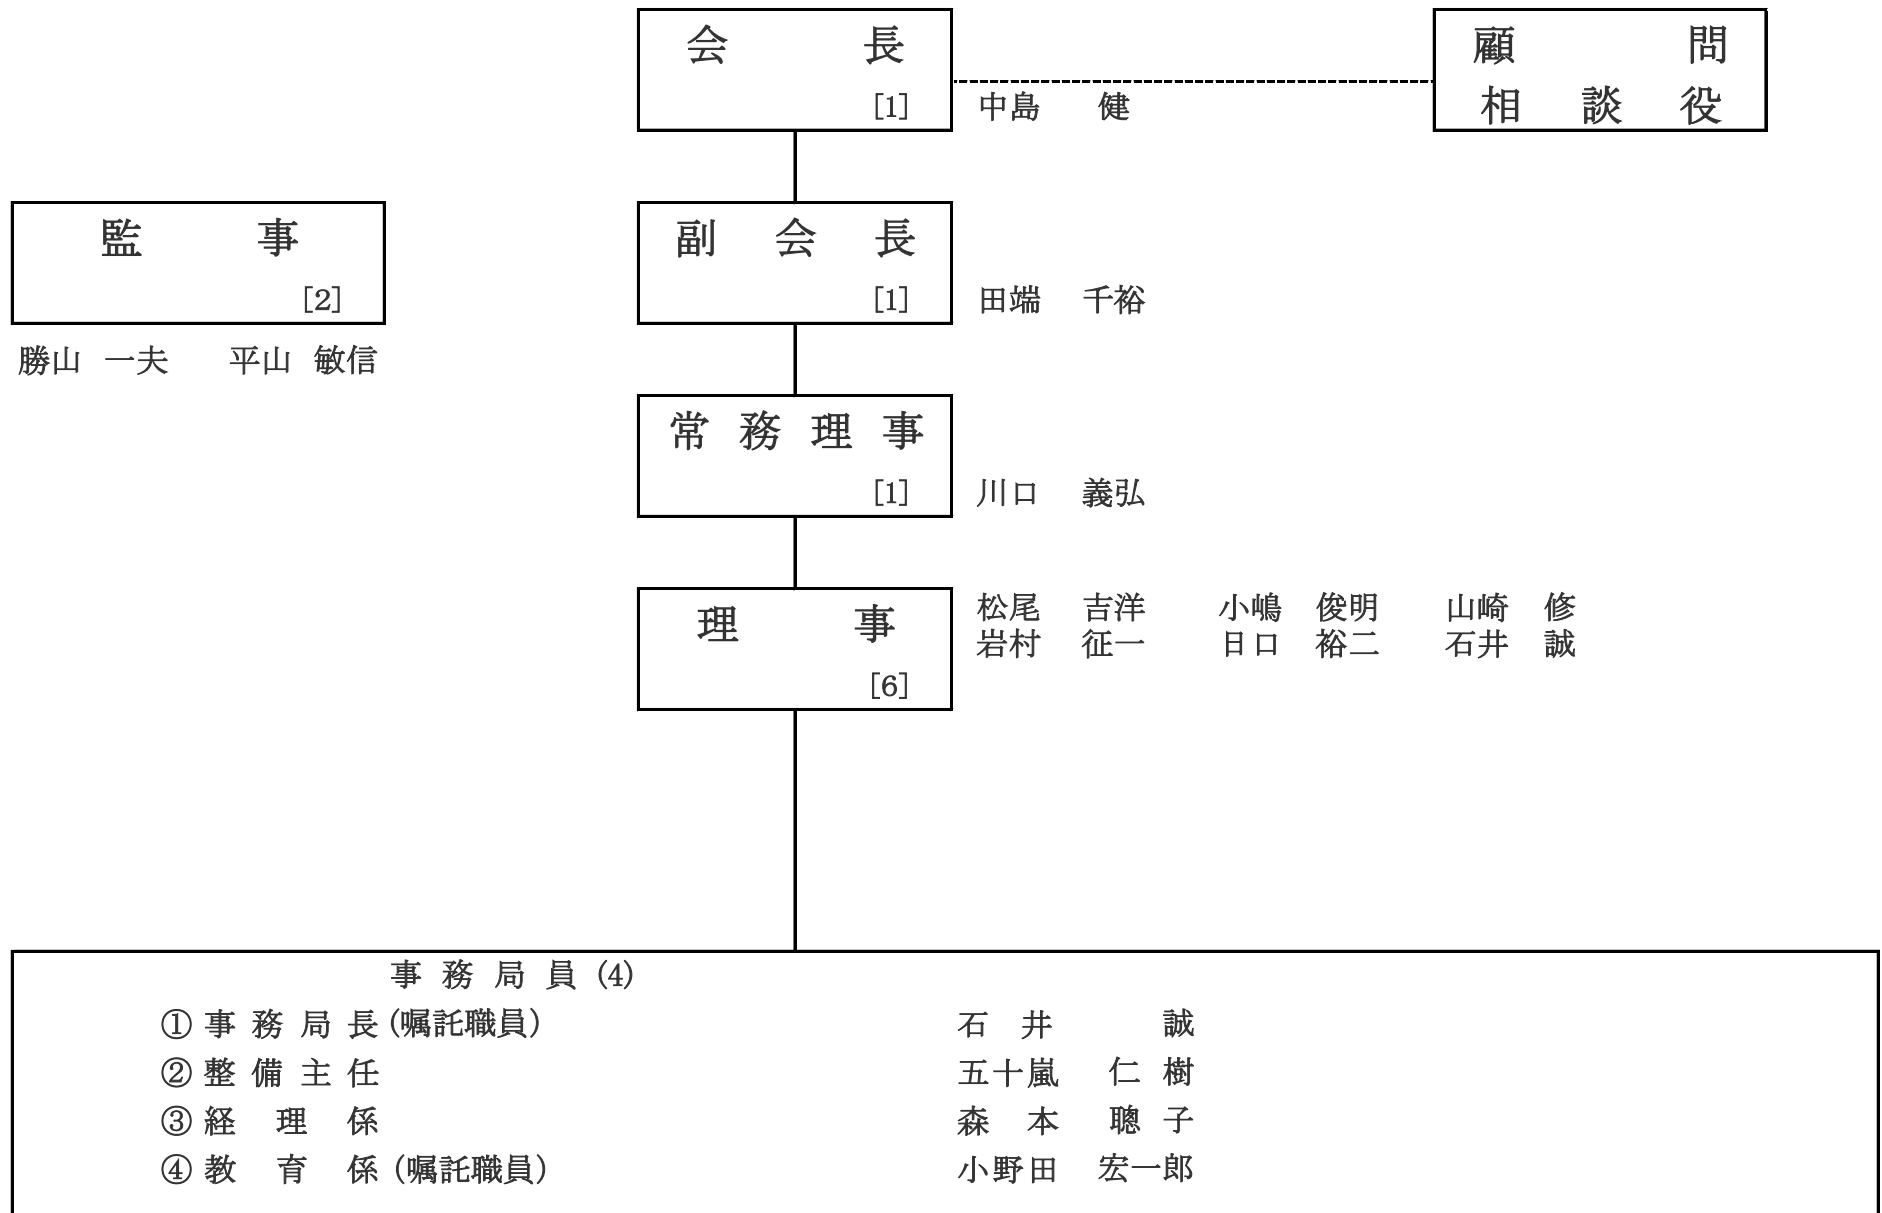 会長
[1]
中島 健
顧問
相談役
監事
[2]
勝山 一夫 平山 敏信
副会長
[1]
田端 千裕
常務理事
[1]
川口 義弘
理事
[6]
松尾 吉洋 小嶋 俊明 山崎 修
岩村 征一 日口 裕二 石井 誠
事務局員(4)
①事務局長(嘱託職員) 石井 誠
②整備主任 五十嵐 仁樹
③経理係 森本 聰子
④教育係(嘱託職員) 小野田 宏一郎